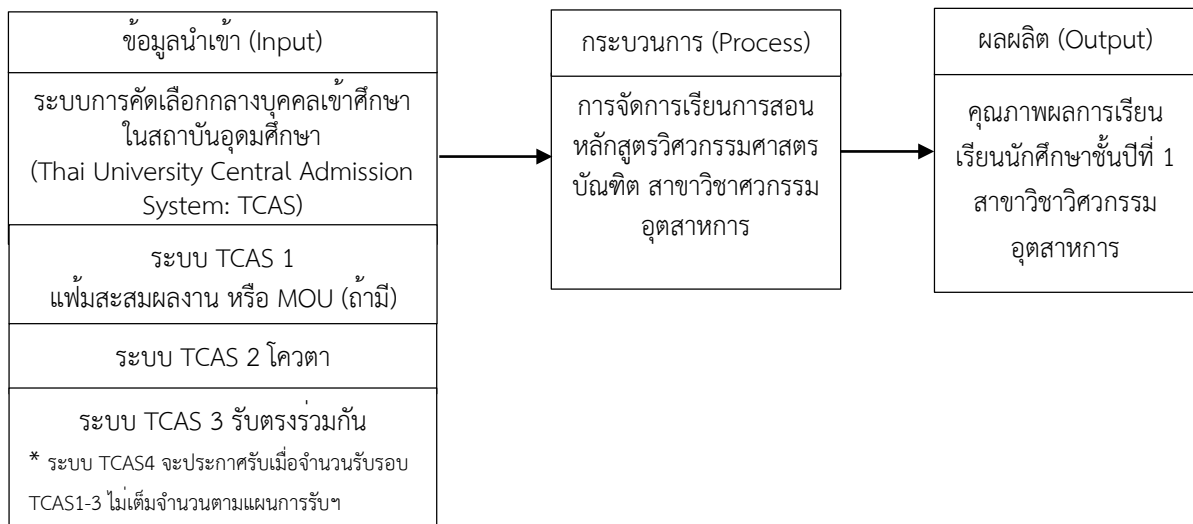 ข้อมูลนำเข้า (Input)
ระบบการคัดเลือกกลางบุคคลเข้าศึกษา
ในสถาบันอุดมศึกษา
(Thai University Central Admission
System: TCAS)
ระบบ TCAS 1
แฟ้มสะสมผลงาน หรือ MOU (ถ้ามี)
ระบบ TCAS 2 โควตา
ระบบ TCAS 3 รับตรงร่วมกัน
* ระบบ TCAS4 จะประกาศรับเมื่อจำนวนรับรอบ
TCAS1-3 ไม่เต็มจำนวนตามแผนการรับฯ
กระบวนการ (Process)
การจัดการเรียนการสอน
หลักสูตรวิศวกรรมศาสตร
บัณฑิต สาขาวิชาศวกรรม
อุตสาหการ
ผลผลิต (Output)
คุณภาพผลการเรียน
เรียนนักศึกษาชั้นปีที่ 1
สาขาวิชาวิศวกรรม
อุตสาหการ